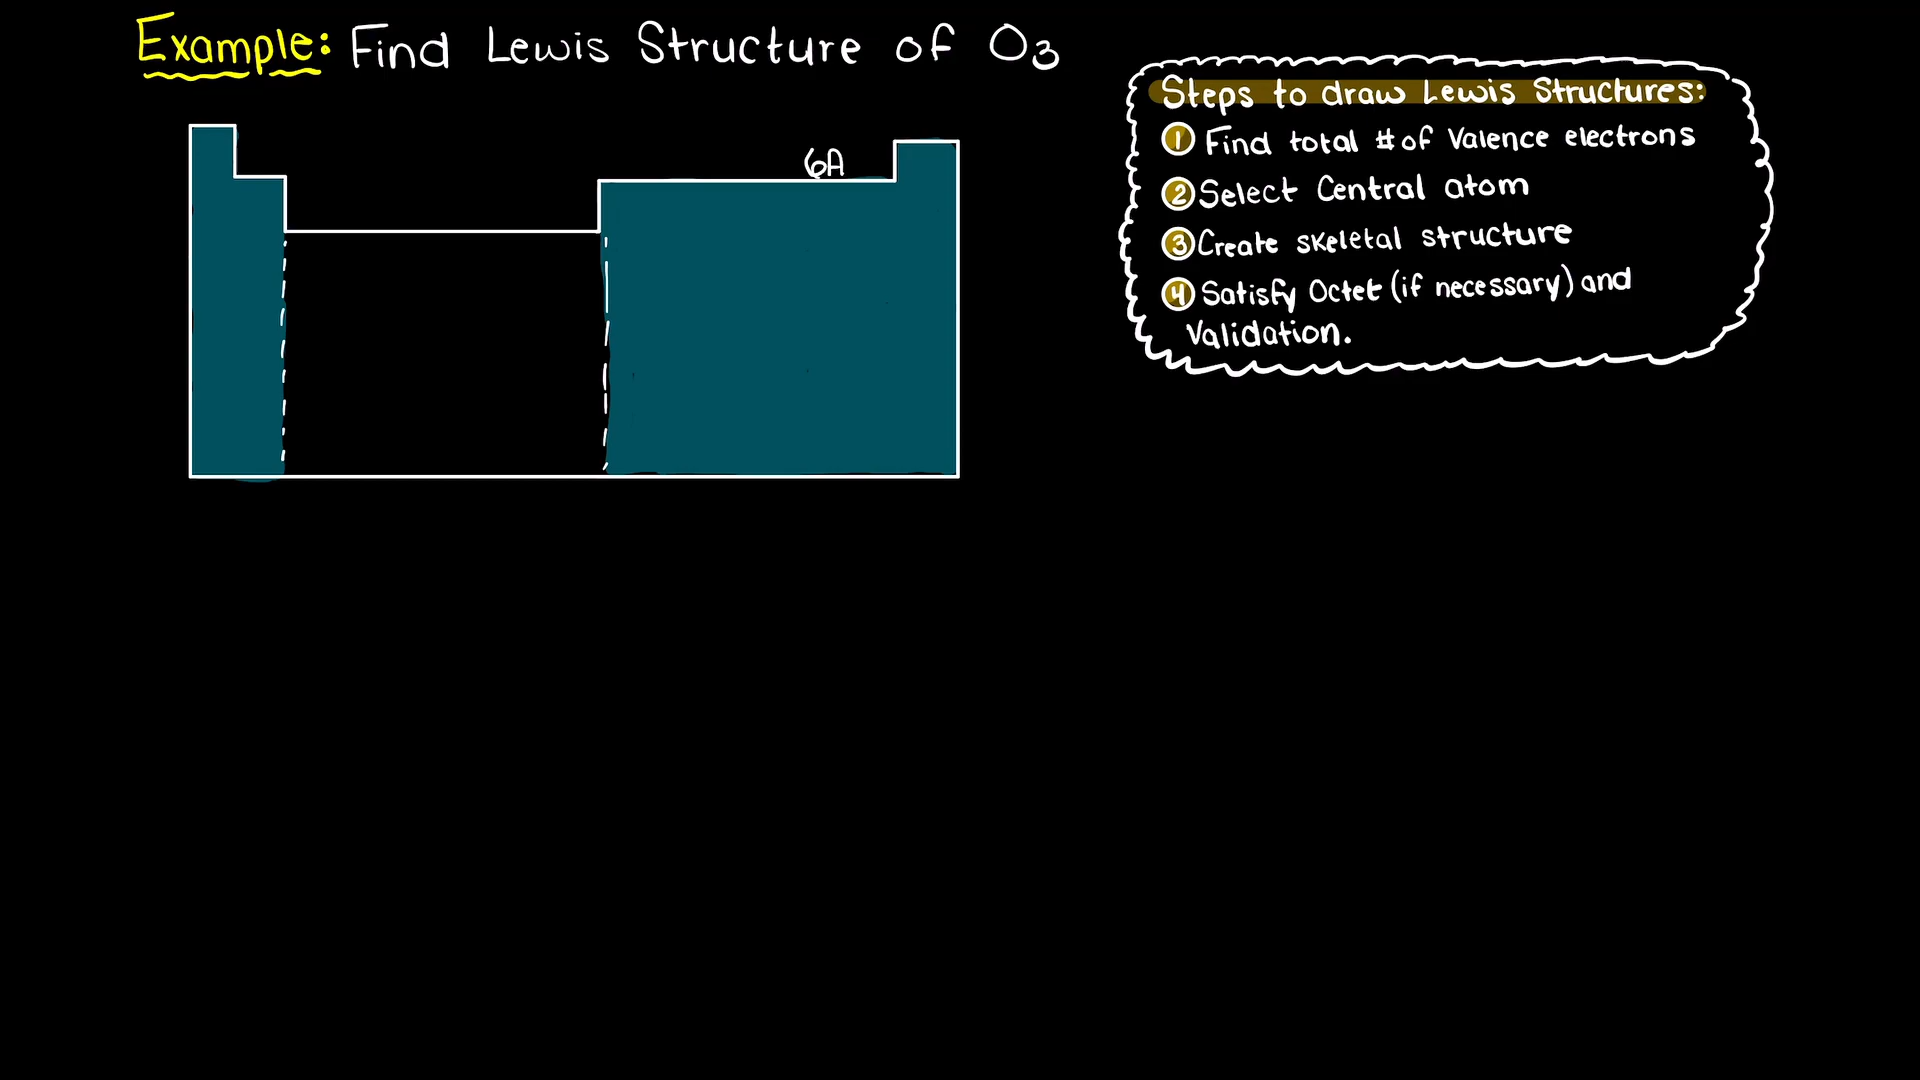 Example: Find Lewis Structure of O₃
6A
Steps to draw Lewis Structures:
1 Find total # of Valence electrons
2 Select Central atom
3 Create skeletal structure
4 Satisfy Octet (if necessary) and
Validation.